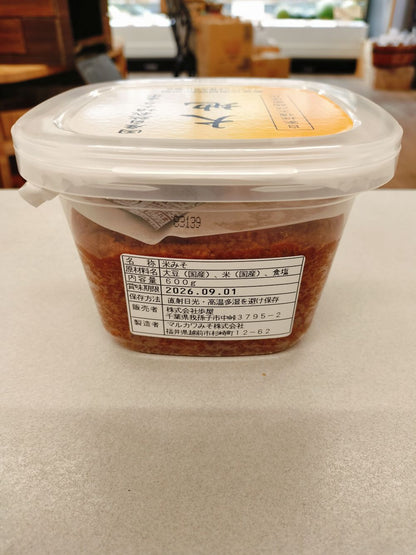 大地
03139
名 称 米みそ
原材料名 大豆（国産）、米（国産）、食塩
内容量 600g
賞味期限 2026.09.01
保存方法 直射日光・高温多湿を避け保存
販売者 株式会社歩屋
千葉県我孫子市中峠3795-2
製造者 マルカワみそ株式会社
福井県越前市杉崎町12-62